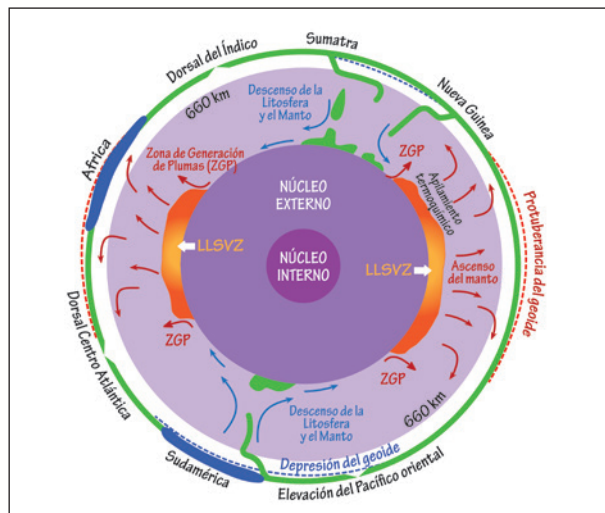 Sumatra
Dorsal del Índico
Nueva Guinea
660 km
Descenso de la
Litosfera
y el Manto
África
Zona de Generación
de Plumas (ZGP)
ZGP
Apilamiento
termoquímico
NÚCLEO
EXTERNO
Protuberancia del geoide
LLSVZ
NÚCLEO
INTERNO
LLSVZ
Ascenso
del manto
ZGP
ZGP
Dorsal Centro Atlántica
660 km
Descenso de la
Litosfera
y el Manto
Depresión del geoide
Sudamérica
Elevación del Pacífico oriental